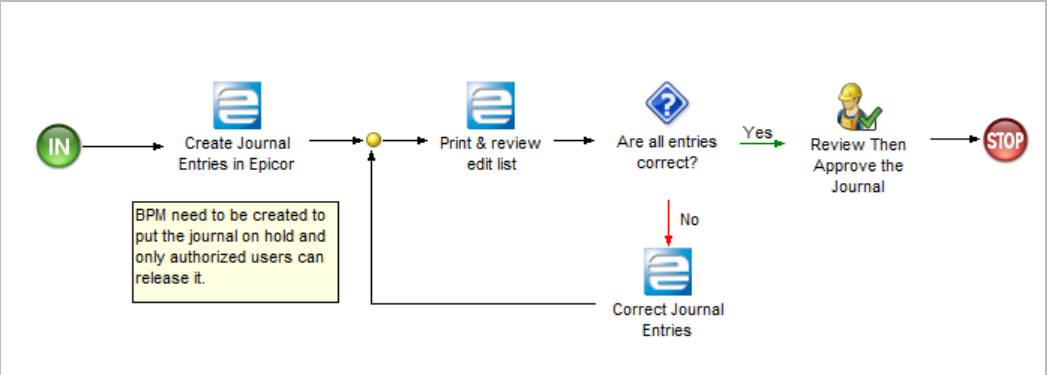 IN
Create Journal
Entries in Epicor
Print & review
edit list
Are all entries
correct?
Yes
Review Then
Approve the
Journal
STOP
BPM need to be created to
put the journal on hold and
only authorized users can
release it.
No
Correct Journal
Entries